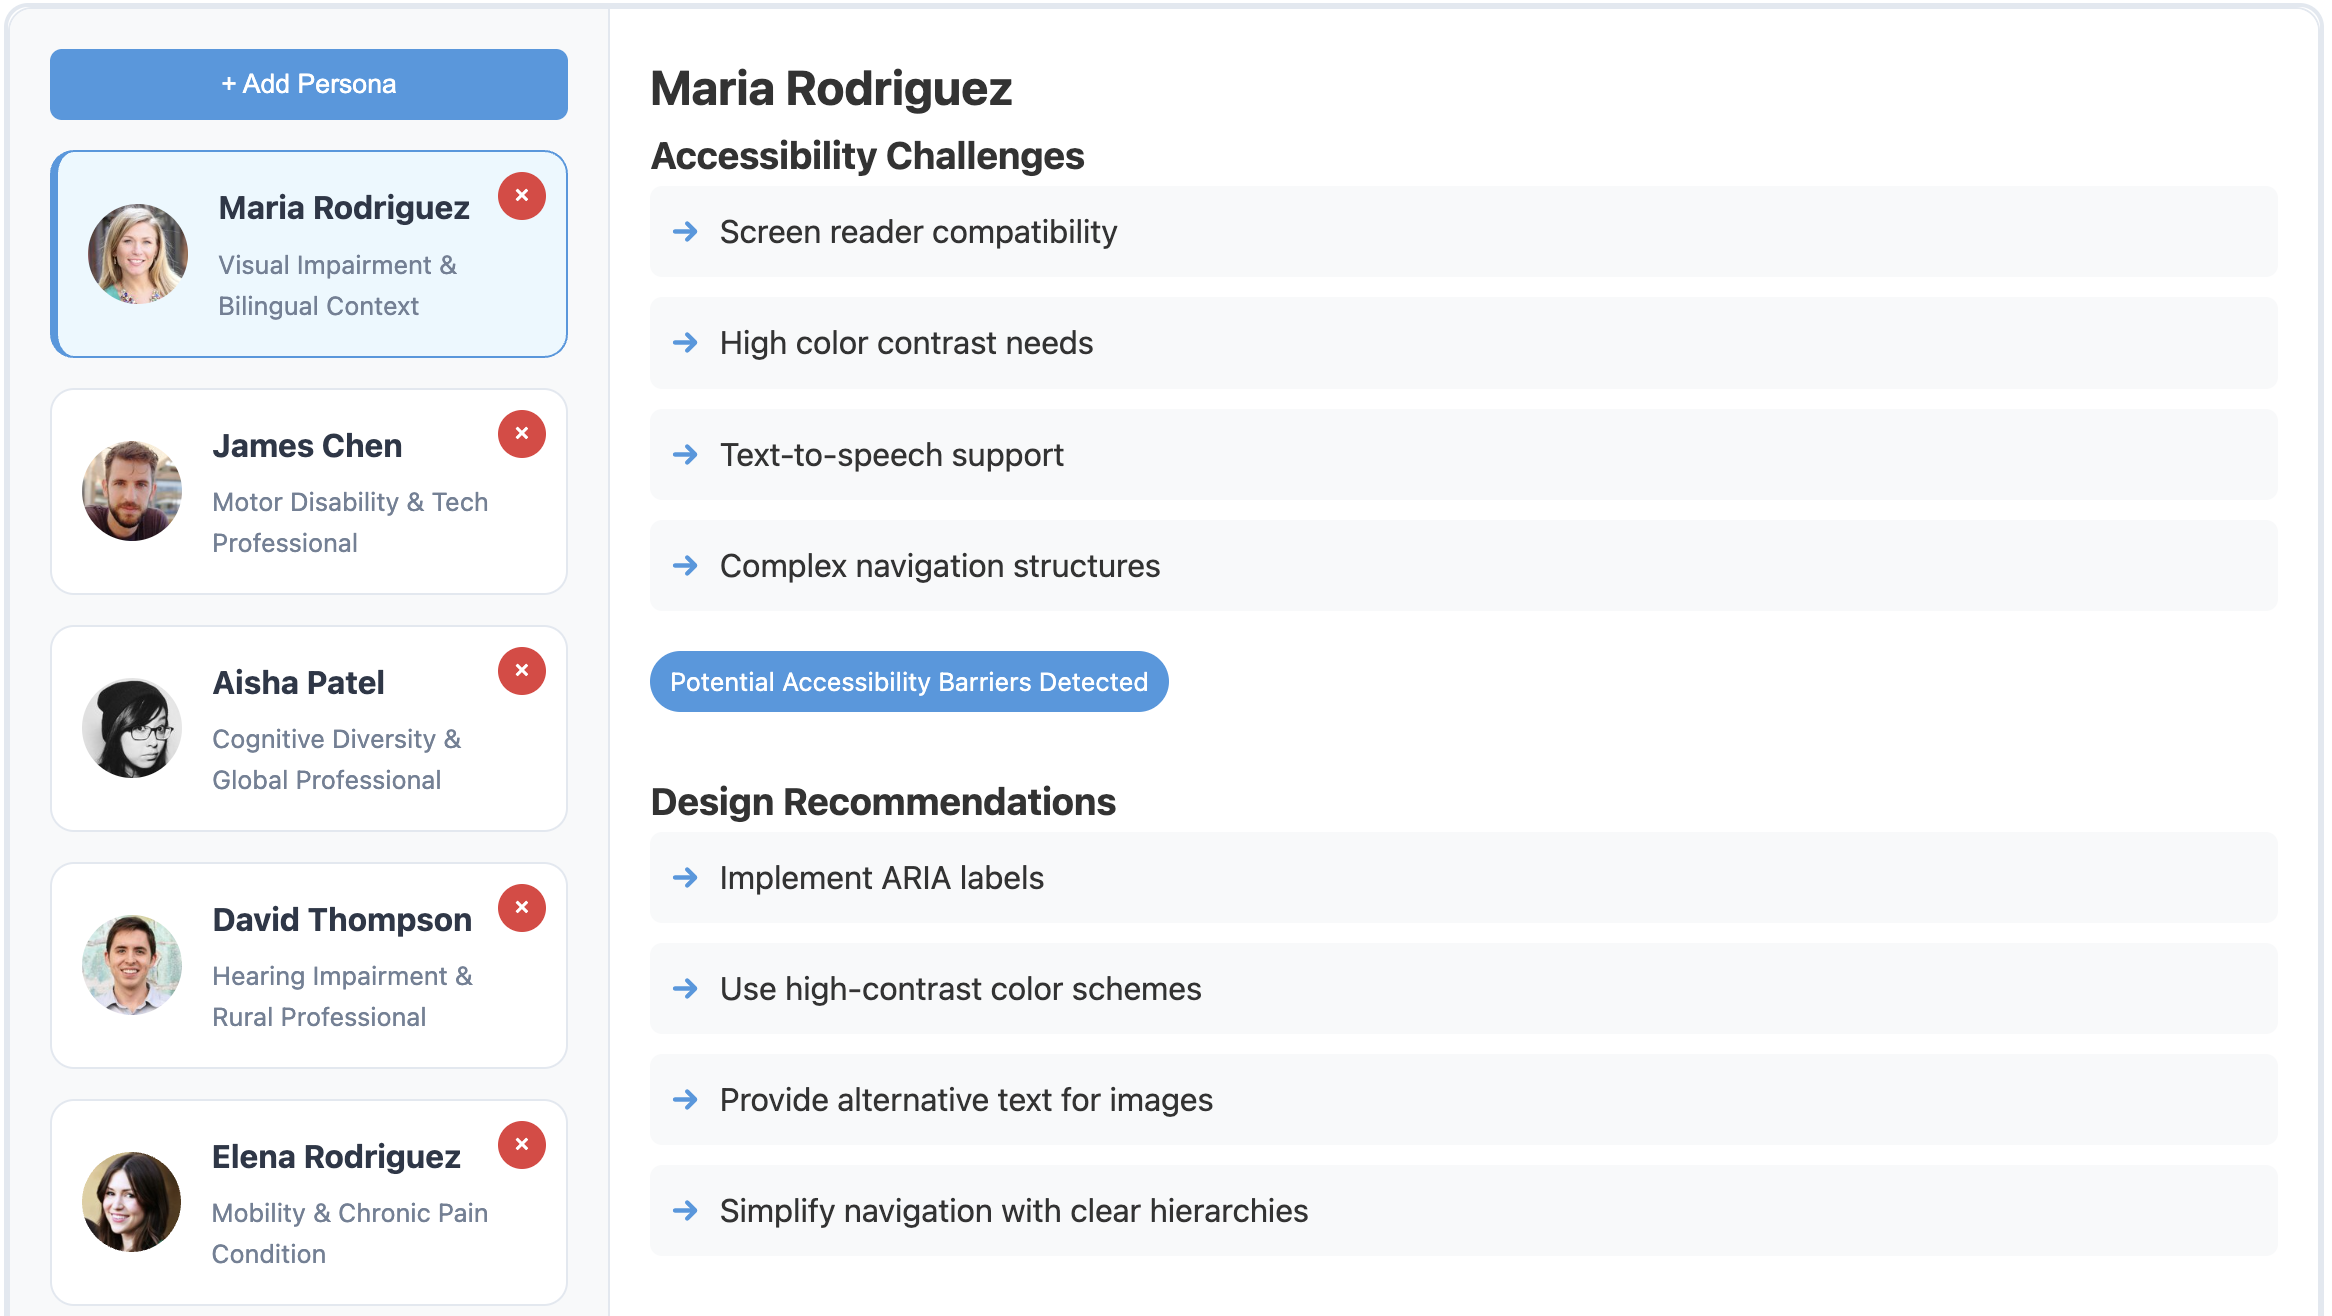 + Add Persona
Maria Rodriguez
Visual Impairment &
Bilingual Context
James Chen
Motor Disability & Tech
Professional
Aisha Patel
Cognitive Diversity &
Global Professional
David Thompson
Hearing Impairment &
Rural Professional
Elena Rodriguez
Mobility & Chronic Pain
Condition
Maria Rodriguez
Accessibility Challenges
→ Screen reader compatibility
→ High color contrast needs
→ Text-to-speech support
→ Complex navigation structures
Potential Accessibility Barriers Detected
Design Recommendations
→ Implement ARIA labels
→ Use high-contrast color schemes
→ Provide alternative text for images
→ Simplify navigation with clear hierarchies